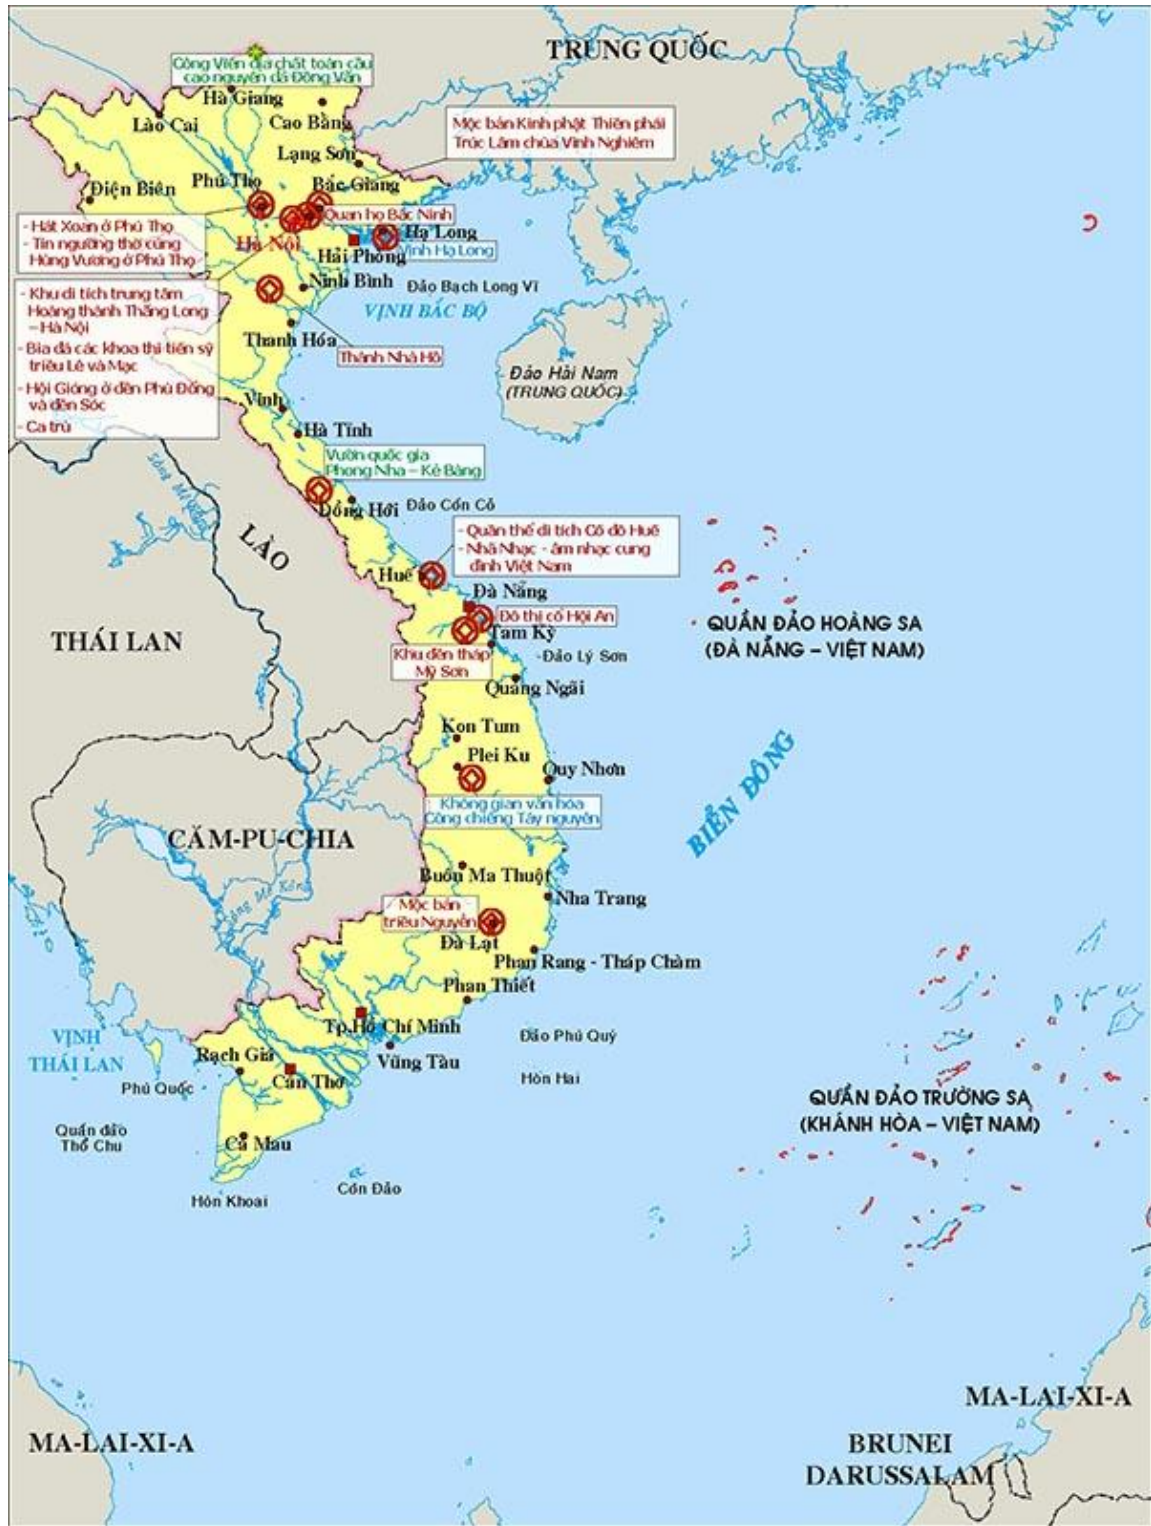 TRUNG QUỐC
Công Viên địa chất toàn cầu
cao nguyên đá Đồng Văn
Hà Giang
Lào Cai
Cao Bằng
Mộc bản Kinh phật Thiền phái
Trúc Lâm chùa Vĩnh Nghiêm
Lạng Sơn
Phú Thọ
Bắc Giang
Điện Biên
Quan họ Bắc Ninh
- Hát Xoan ở Phú Thọ
- Tín ngưỡng thờ cúng
Hùng Vương ở Phú Thọ
Hà Nội
Hạ Long
Vịnh Hạ Long
Hải Phòng
Ninh Bình
Đảo Bạch Long Vĩ
VỊNH BẮC BỘ
- Khu di tích trung tâm
Hoàng thành Thăng Long
– Hà Nội
- Bia đá các khoa thi tiến sỹ
triều Lê và Mạc
- Hội Gióng ở đền Phù Đổng
và đền Sóc
- Ca trù
Thanh Hóa
Thành Nhà Hồ
Đảo Hải Nam
(TRUNG QUỐC)
Vinh
Hà Tĩnh
Vườn quốc gia
Phong Nha – Kẻ Bàng
Đồng Hới
Đảo Cồn Cỏ
LÀO
- Quần thể di tích Cố đô Huế
- Nhã Nhạc - âm nhạc cung
đình Việt Nam
Huế
Đà Nẵng
Đô thị cổ Hội An
Tam Kỳ
THÁI LAN
QUẦN ĐẢO HOÀNG SA
(ĐÀ NẴNG – VIỆT NAM)
Khu đền tháp
Mỹ Sơn
Đảo Lý Sơn
Quảng Ngãi
Kon Tum
Plei Ku
Quy Nhơn
BIỂN ĐÔNG
Không gian văn hóa
Cồng chiêng Tây nguyên
CĂM-PU-CHIA
Buôn Ma Thuột
Nha Trang
Mộc bản
triều Nguyễn
Đà Lạt
Phan Rang - Tháp Chàm
Phan Thiết
Tp.Hồ Chí Minh
Đảo Phú Quý
VỊNH
THÁI LAN
Rạch Giá
Vũng Tàu
Cần Thơ
Hòn Hai
Phú Quốc
QUẦN ĐẢO TRƯỜNG SA
(KHÁNH HÒA – VIỆT NAM)
Quần đảo
Thổ Chu
Cà Mau
Côn Đảo
Hòn Khoai
MA-LAI-XI-A
MA-LAI-XI-A
BRUNEI
DARUSSALAM